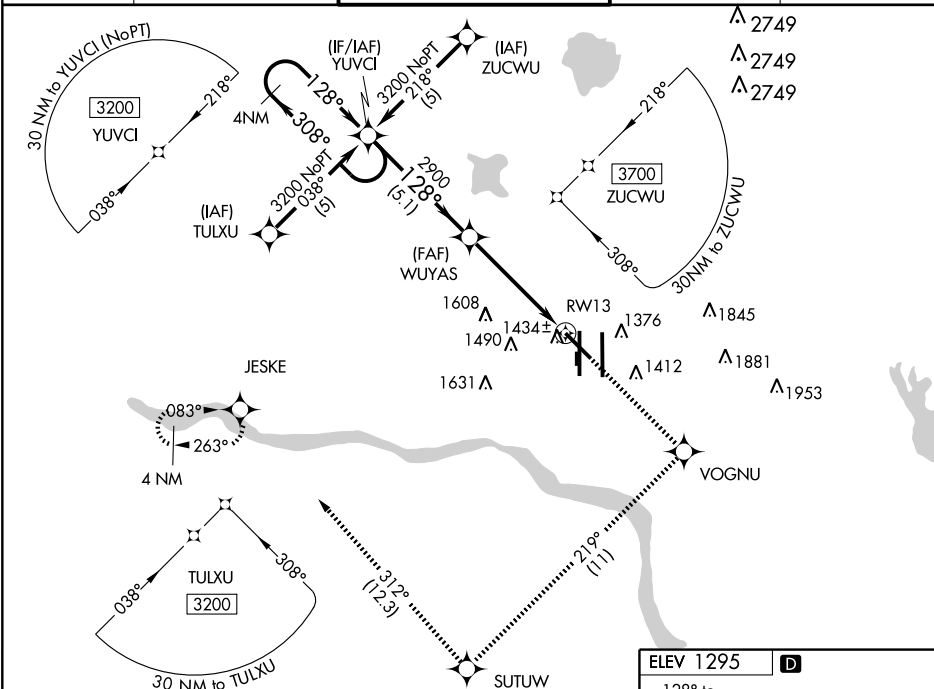 2749
2749
2749
30 NM to YUVCI (NoPT)
3200
YUVCI
218°
038°
(IF/IAF)
YUVCI
(IAF)
ZUCWU
3200 NoPT
218°
(5)
4NM
128°
308°
3200 NoPT
038°
(5)
(IAF)
TULXU
2900
128°
(5.1)
(FAF)
WUYAS
218°
3700
ZUCWU
308°
30NM to ZUCWU
RW13
1608
1490
1434±
1376
1845
1631
1412
1881
1953
JESKE
083°
263°
4 NM
VOGNU
219°
(11)
312°
(12.3)
SUTUW
TULXU
3200
038°
308°
30 NM to TULXU
ELEV 1295
D